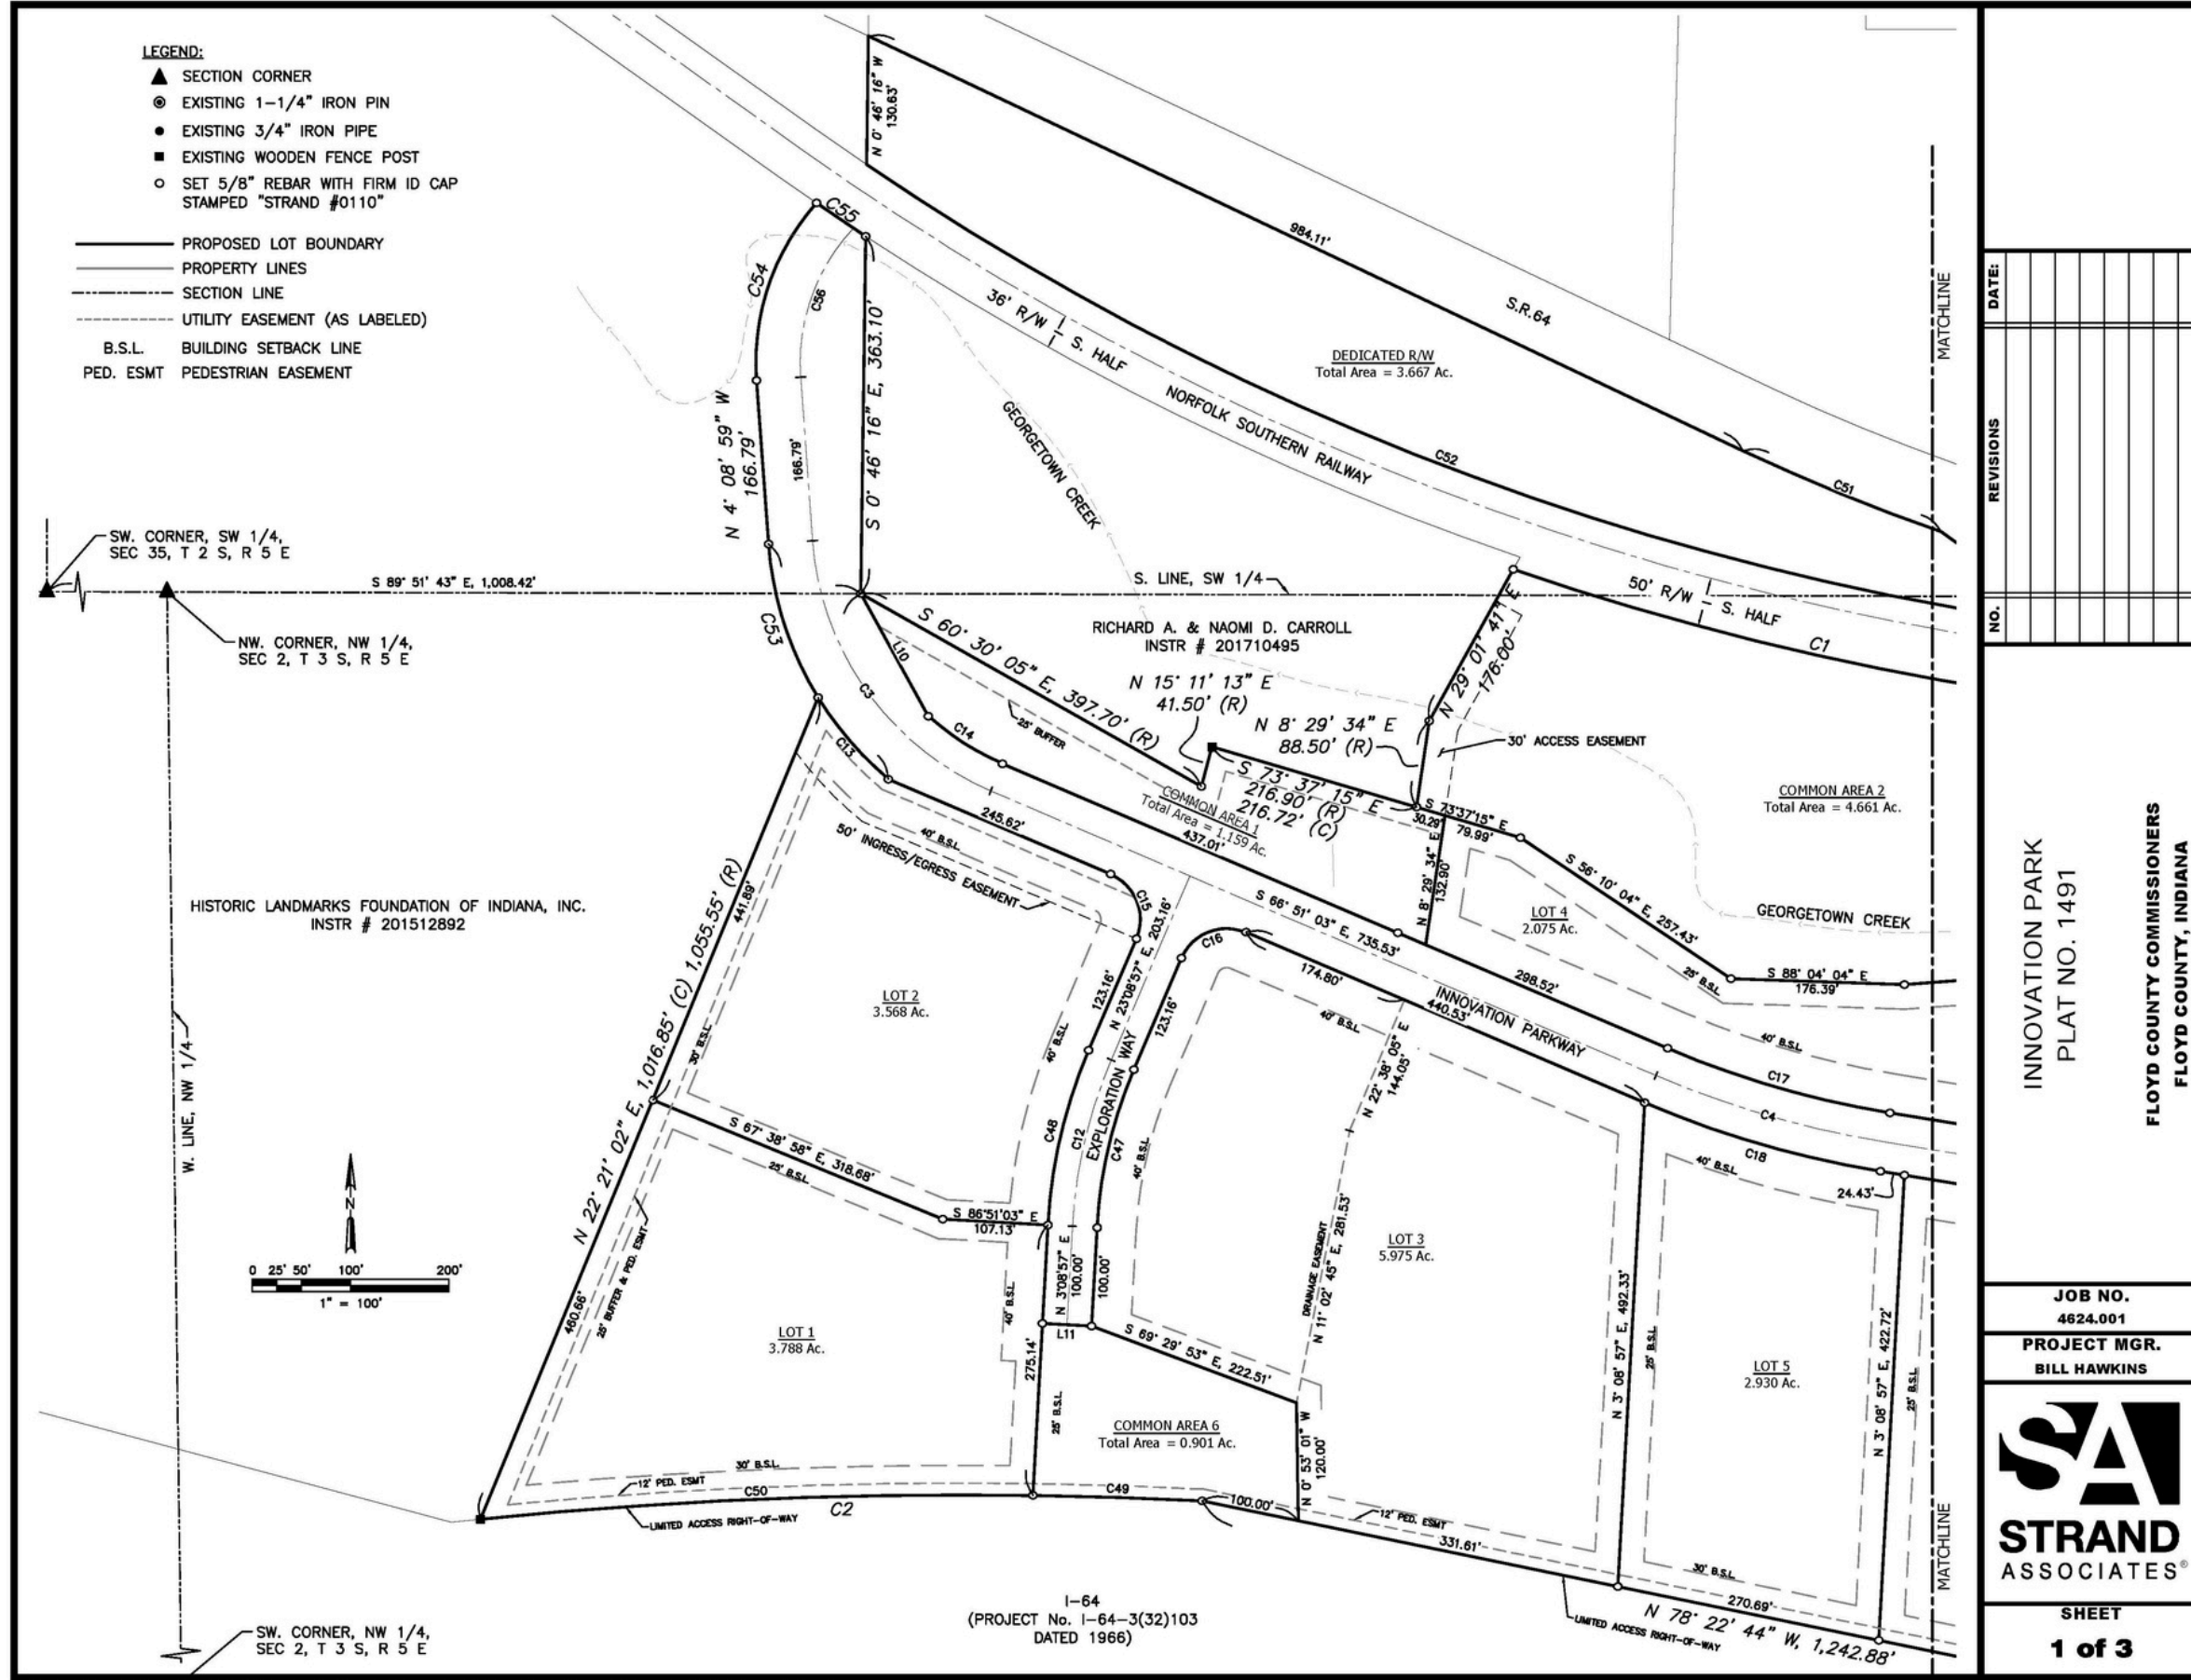 LEGEND:
SECTION CORNER
EXISTING 1-1/4" IRON PIN
EXISTING 3/4" IRON PIPE
EXISTING WOODEN FENCE POST
SET 5/8" REBAR WITH FIRM ID CAP
STAMPED "STRAND #0110"
PROPOSED LOT BOUNDARY
PROPERTY LINES
SECTION LINE
UTILITY EASEMENT (AS LABELED)
B.S.L. BUILDING SETBACK LINE
PED. ESMT PEDESTRIAN EASEMENT
N 0° 46' 16" W
130.63'
C55
C54
C56
984.11'
S.R.64
36' R/W
S. HALF
NORFOLK SOUTHERN RAILWAY
DEDICATED R/W
Total Area = 3.667 Ac.
C52
C51
MATCHLINE
GEORGETOWN CREEK
S 0° 46' 16" E, 363.10'
N 4° 08' 59" W
166.79'
166.79'
SW. CORNER, SW 1/4,
SEC 35, T 2 S, R 5 E
S 89° 51' 43" E, 1,008.42'
S. LINE, SW 1/4
50' R/W
S. HALF
C1
NW. CORNER, NW 1/4,
SEC 2, T 3 S, R 5 E
C53
L10
C3
C14
S 60° 30' 05" E, 397.70' (R)
25' BUFFER
RICHARD A. & NAOMI D. CARROLL
INSTR # 201710495
N 15° 11' 13" E
41.50' (R)
N 8° 29' 34" E
88.50' (R)
N 29° 01' 41" E
176.00'
30' ACCESS EASEMENT
S 73° 37' 15" E
216.90' (R)
216.72' (C)
COMMON AREA 1
Total Area = 1.159 Ac.
437.01'
S 73°37'15" E
30.29'
79.99'
COMMON AREA 2
Total Area = 4.661 Ac.
C13
245.62'
40' B.S.L.
50' INGRESS/EGRESS EASEMENT
C15
N 8° 29' 34" E
132.90'
S 56° 10' 04" E, 257.43'
LOT 4
2.075 Ac.
GEORGETOWN CREEK
25' B.S.L.
S 88° 04' 04" E
176.39'
HISTORIC LANDMARKS FOUNDATION OF INDIANA, INC.
INSTR # 201512892
W. LINE, NW 1/4
N 22° 21' 02" E, 1,016.85' (C) 1,055.55' (R)
441.89'
30' B.S.L.
LOT 2
3.568 Ac.
S 66° 51' 03" E, 735.53'
298.52'
N 23°08'57" E, 203.16'
123.16'
123.16'
C16
174.80'
INNOVATION PARKWAY
440.53'
40' B.S.L.
40' B.S.L.
40' B.S.L.
C17
C4
C18
24.43'
40' B.S.L.
N 22° 38' 05" E
144.05'
EXPLORATION WAY
C48
C12
C47
40' B.S.L.
S 67° 38' 58" E, 318.68'
25' B.S.L.
S 86°51'03" E
107.13'
N 3°08'57" E
100.00'
100.00'
L11
40' B.S.L.
275.14'
25' B.S.L.
460.66'
25' BUFFER & PED. ESMT
LOT 1
3.788 Ac.
LOT 3
5.975 Ac.
DRAINAGE EASEMENT
N 11° 02' 45" E, 281.53'
N 3° 08' 57" E, 492.33'
25' B.S.L.
LOT 5
2.930 Ac.
N 3° 08' 57" E, 422.72'
25' B.S.L.
S 69° 29' 53" E, 222.51'
COMMON AREA 6
Total Area = 0.901 Ac.
N 0° 53' 01" W
120.00'
N
0 25' 50' 100' 200'
1" = 100'
30' B.S.L.
12' PED. ESMT
C50
C2
C49
100.00'
LIMITED ACCESS RIGHT-OF-WAY
12' PED. ESMT
331.61'
30' B.S.L.
270.69'
LIMITED ACCESS RIGHT-OF-WAY
N 78° 22' 44" W, 1,242.88'
I-64
(PROJECT No. I-64-3(32)103
DATED 1966)
SW. CORNER, NW 1/4,
SEC 2, T 3 S, R 5 E
MATCHLINE
NO. REVISIONS DATE:
INNOVATION PARK
PLAT NO. 1491
FLOYD COUNTY COMMISSIONERS
FLOYD COUNTY, INDIANA
JOB NO.
4624.001
PROJECT MGR.
BILL HAWKINS
SA
STRAND
ASSOCIATES®
SHEET
1 of 3